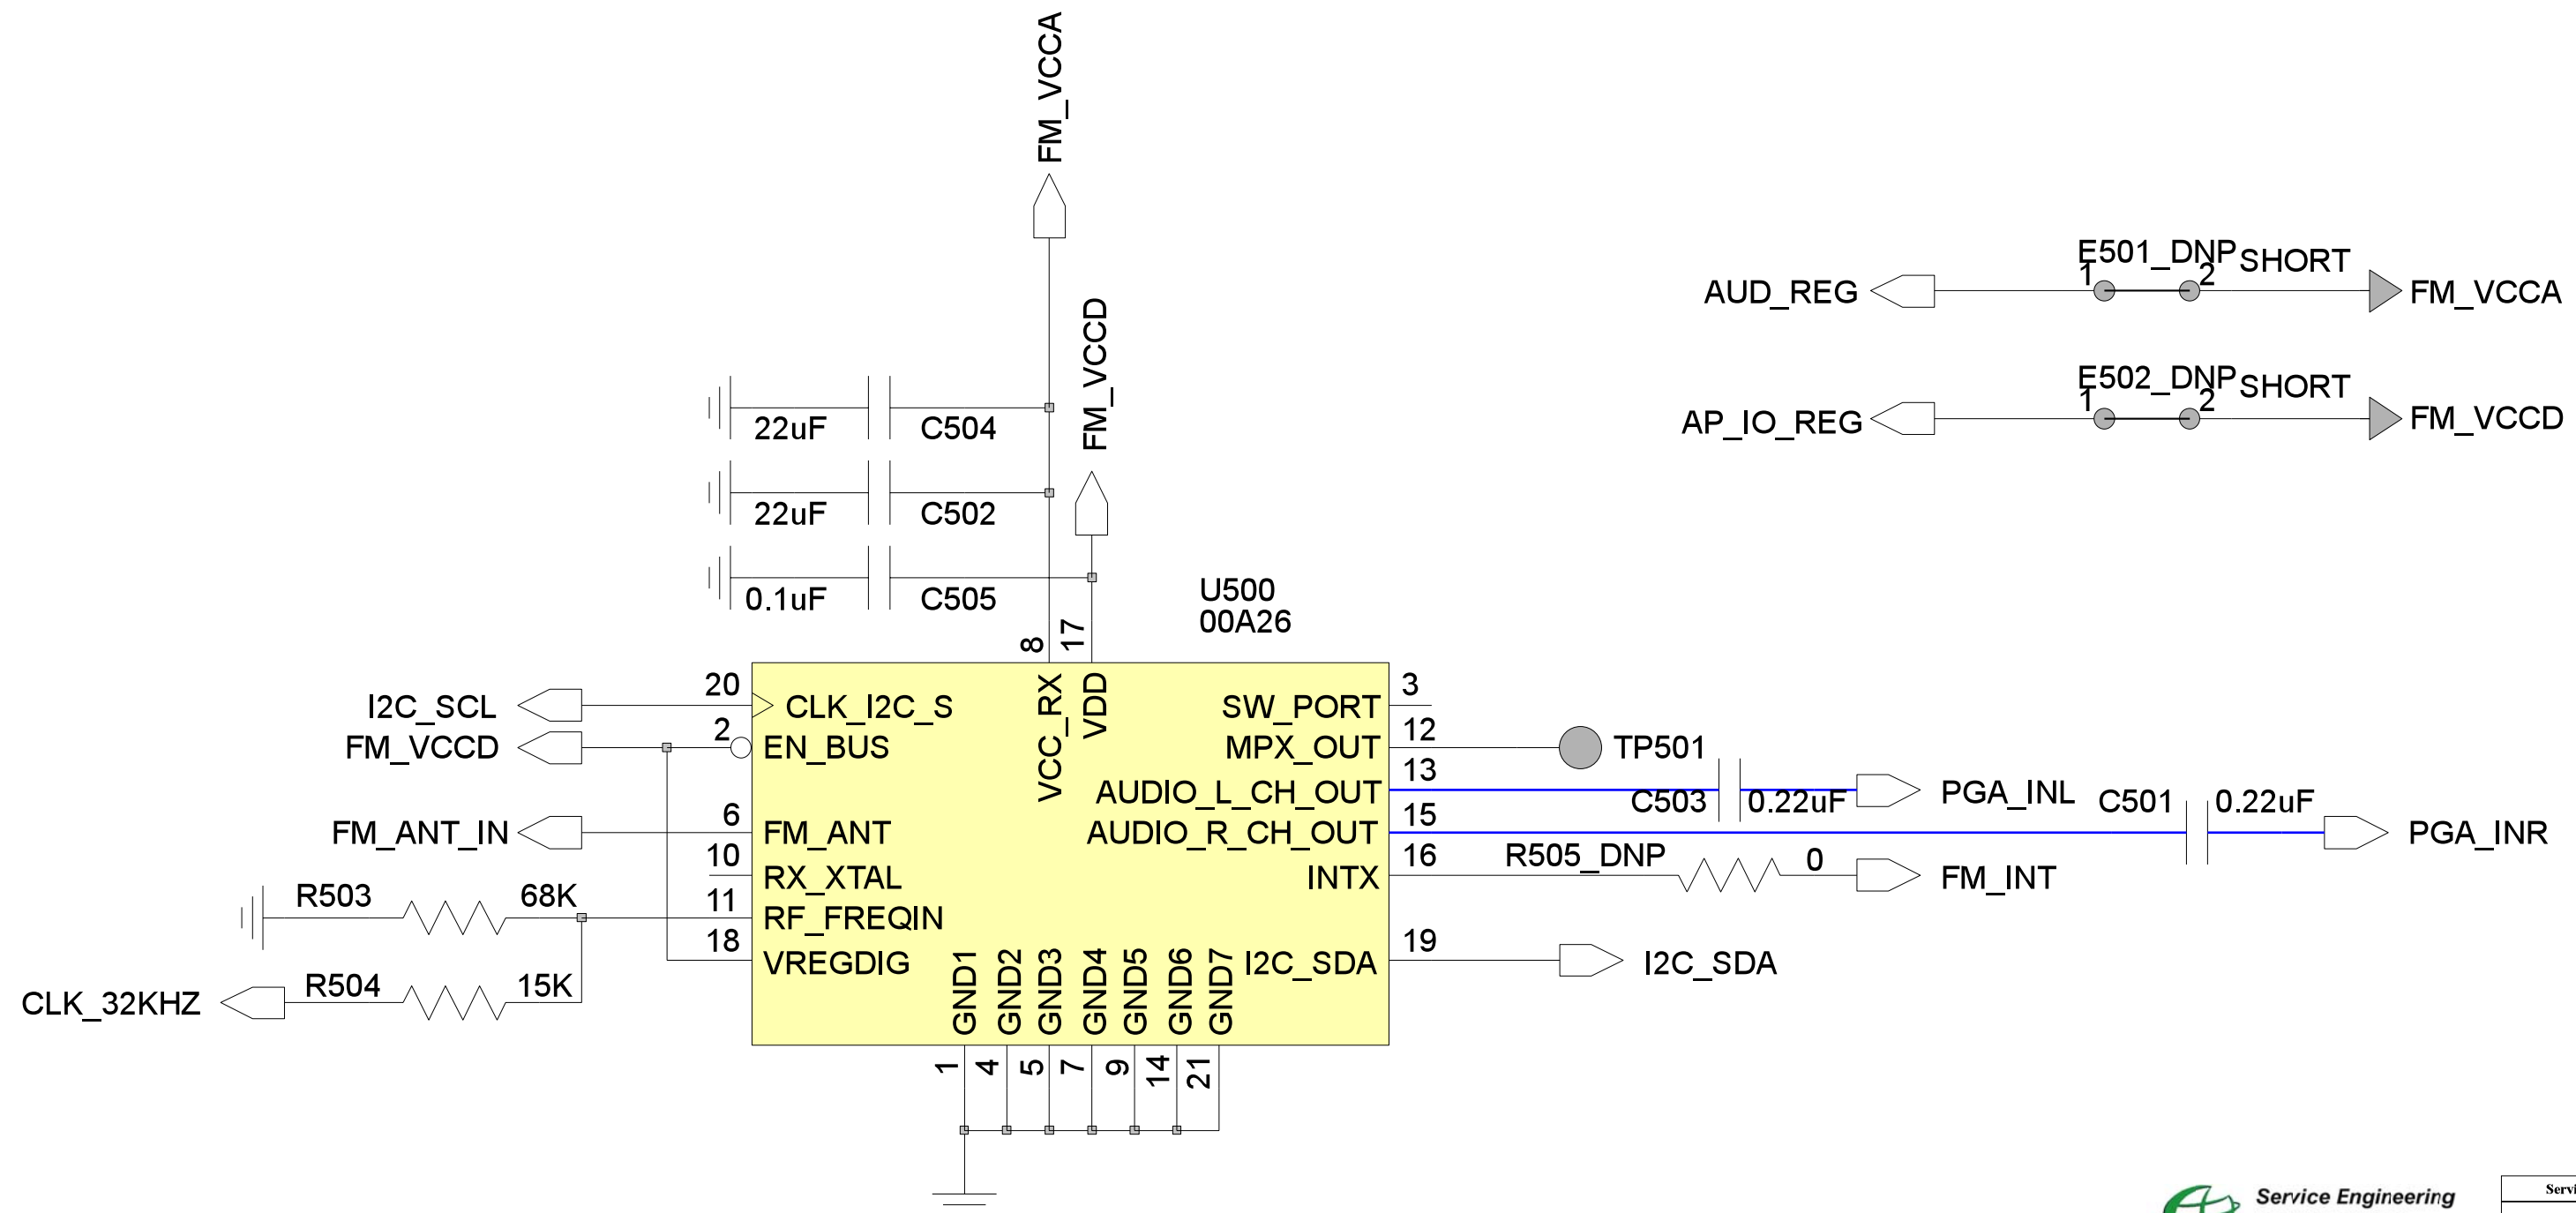 FM_VCCA
FM_VCCD
E501_DNP SHORT
AUD_REG 1 2 FM_VCCA
E502_DNP SHORT
AP_IO_REG 1 2 FM_VCCD
22uF C504
22uF C502
0.1uF C505
U500
00A26
8 17
VCC_RX VDD
I2C_SCL 20 CLK_I2C_S
FM_VCCD 2 EN_BUS
FM_ANT_IN 6 FM_ANT
10 RX_XTAL
R503 68K 11 RF_FREQIN
18 VREGDIG
CLK_32KHZ R504 15K
SW_PORT 3
MPX_OUT 12 TP501
AUDIO_L_CH_OUT 13 C503 0.22uF PGA_INL
AUDIO_R_CH_OUT 15 C501 0.22uF PGA_INR
INTX 16 R505_DNP 0 FM_INT
I2C_SDA 19 I2C_SDA
GND1 GND2 GND3 GND4 GND5 GND6 GND7
1 4 5 7 9 14 21
Service Engineering